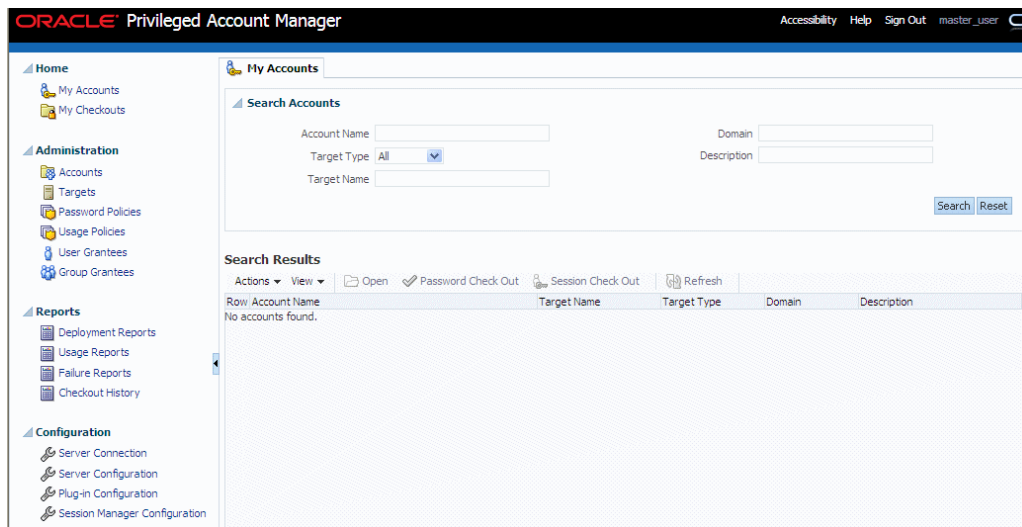 ORACLE Privileged Account Manager
Accessibility Help Sign Out master_user
Home
My Accounts
My Checkouts
Administration
Accounts
Targets
Password Policies
Usage Policies
User Grantees
Group Grantees
Reports
Deployment Reports
Usage Reports
Failure Reports
Checkout History
Configuration
Server Connection
Server Configuration
Plug-in Configuration
Session Manager Configuration
My Accounts
Search Accounts
Account Name
Target Type All
Target Name
Domain
Description
Search Reset
Search Results
Actions View Open Password Check Out Session Check Out Refresh
Row Account Name Target Name Target Type Domain Description
No accounts found.